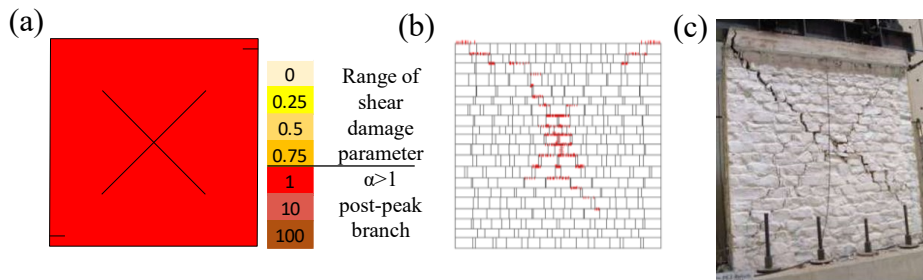 (a)
(b)
(c)
0
0.25
0.5
0.75
1
10
100
Range of
shear
damage
parameter
α>1
post-peak
branch